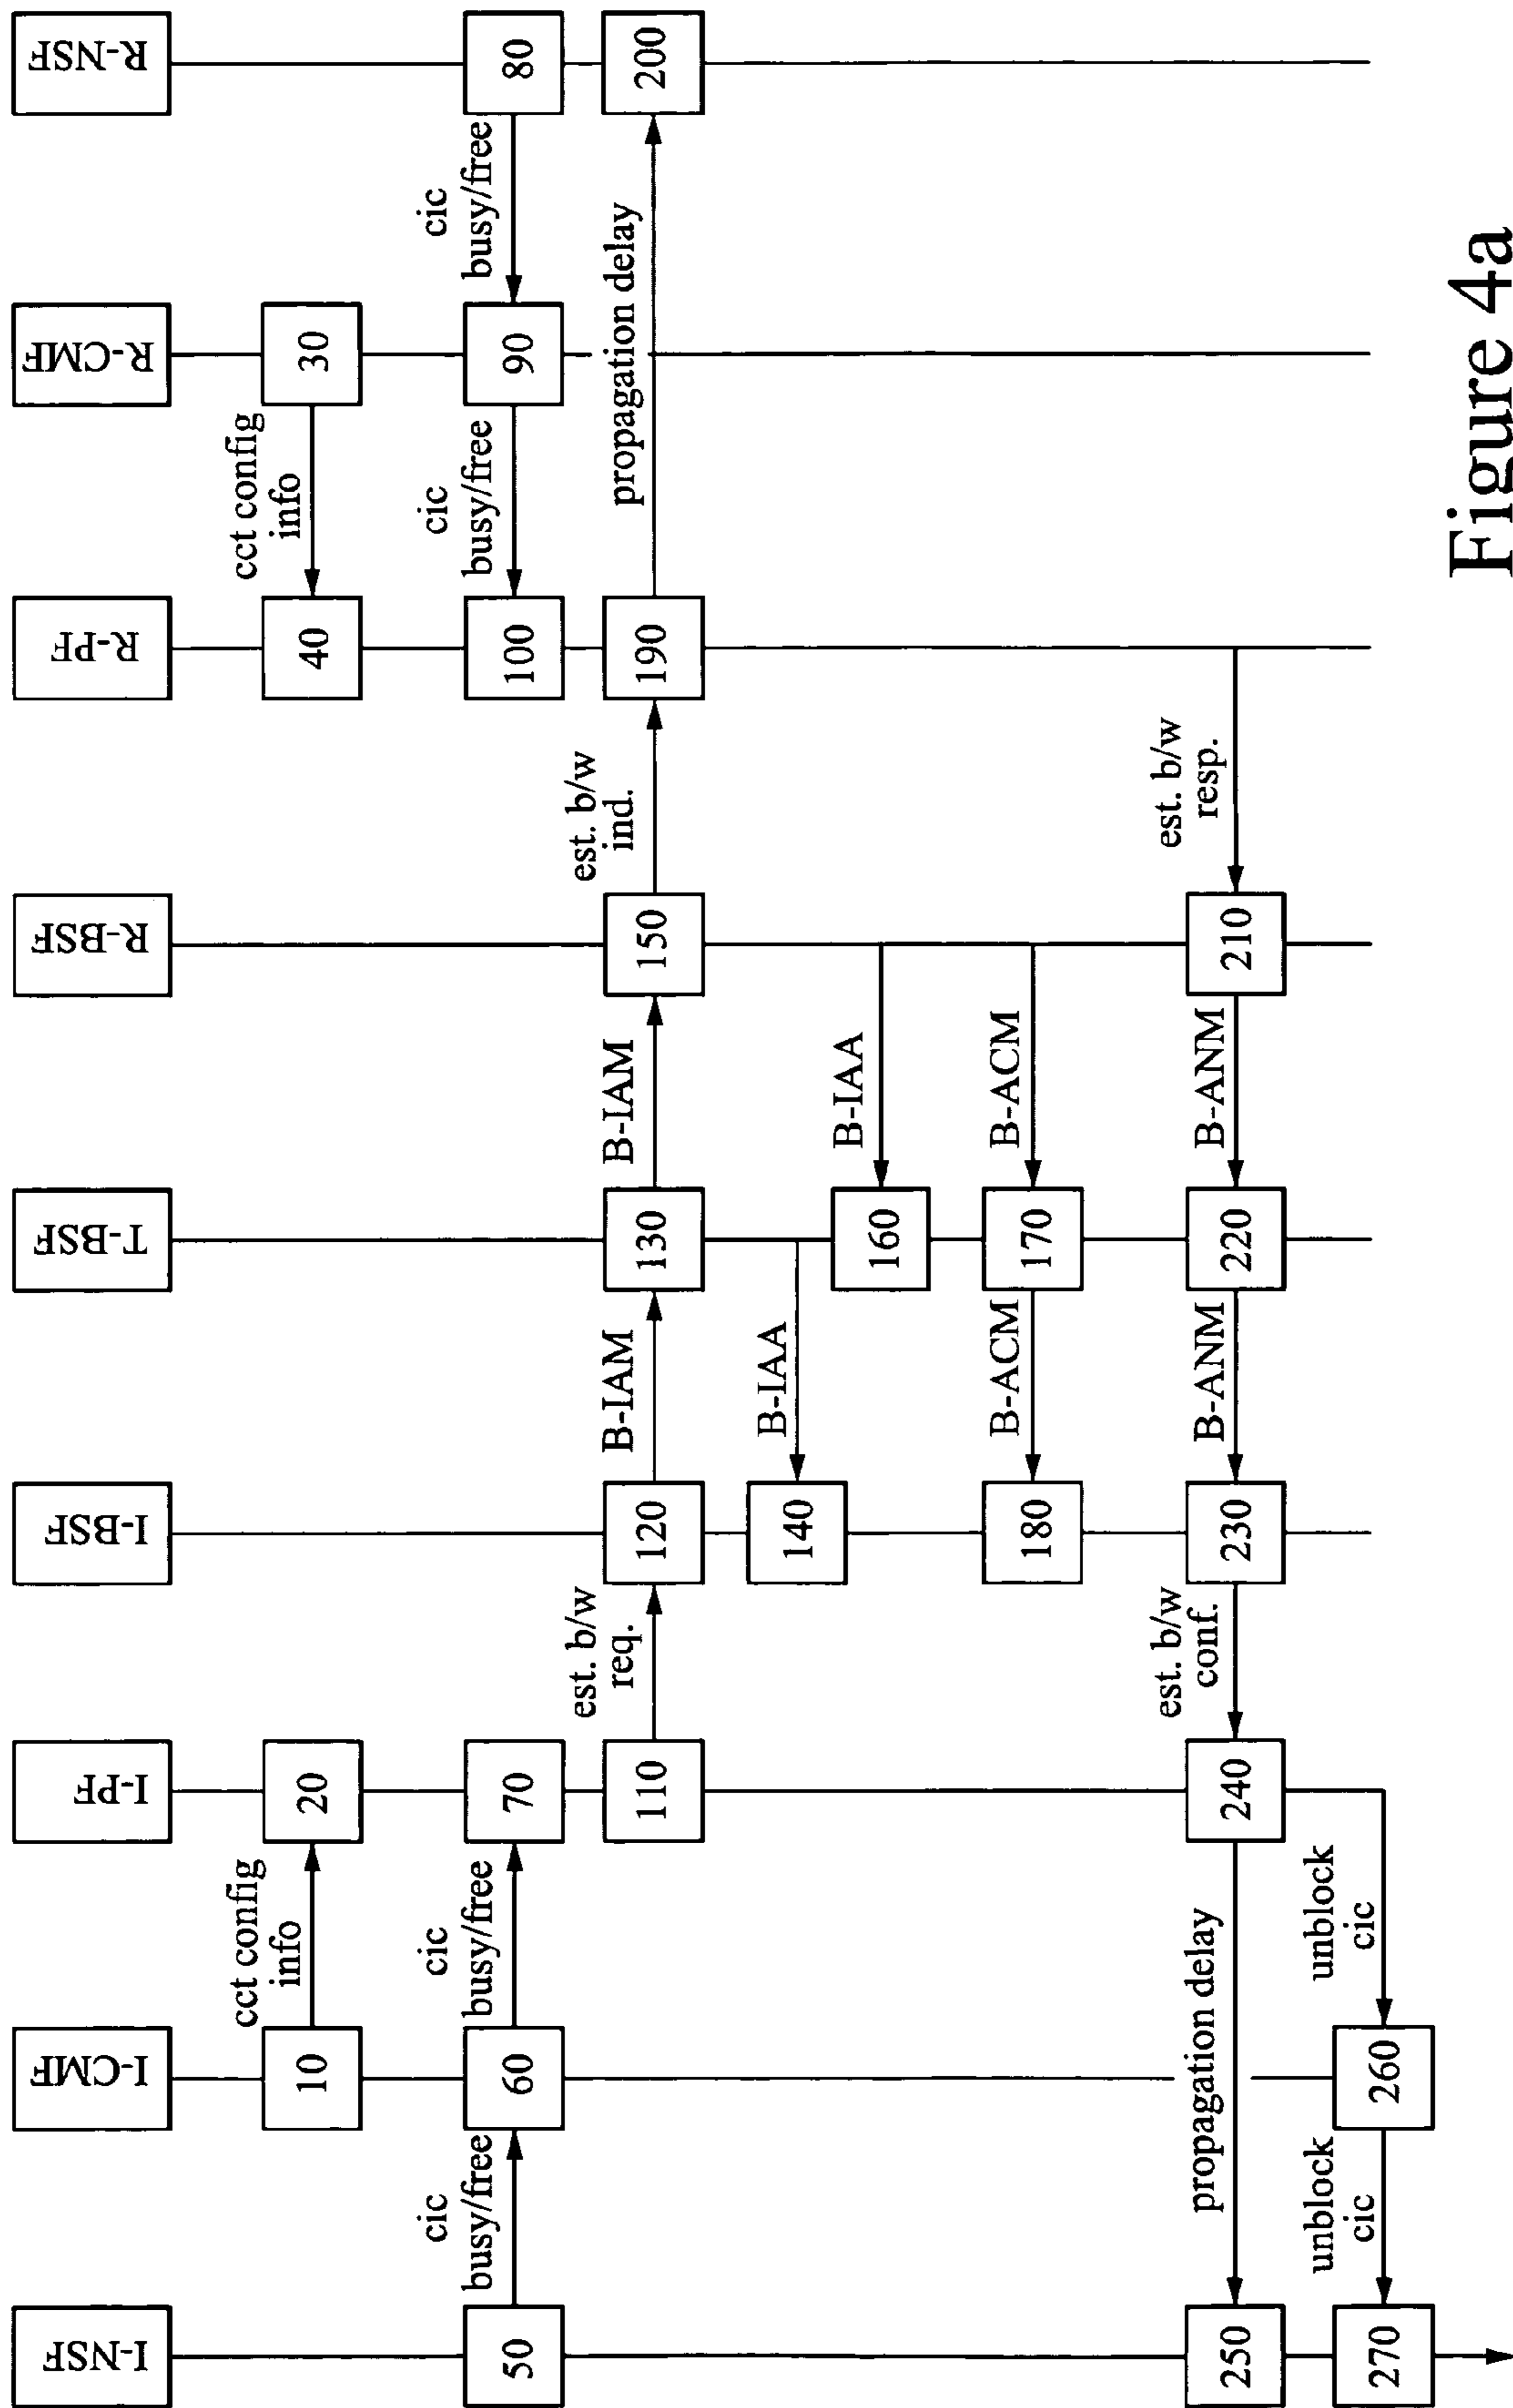 I-NSF
I-CMF
I-PF
I-BSF
T-BSF
R-BSF
R-PF
R-CMF
R-NSF
cct config
info
10
20
cct config
info
30
40
cic
busy/free
cic
busy/free
50
60
70
cic
busy/free
cic
busy/free
80
90
100
est. b/w
req.
B-IAM
B-IAM
est. b/w
ind.
propagation delay
110
120
130
150
190
200
B-IAA
140
B-IAA
160
B-ACM
B-ACM
180
170
est. b/w
conf.
B-ANM
B-ANM
est. b/w
resp.
propagation delay
250
240
230
220
210
unblock
cic
unblock
cic
270
260
Figure 4a